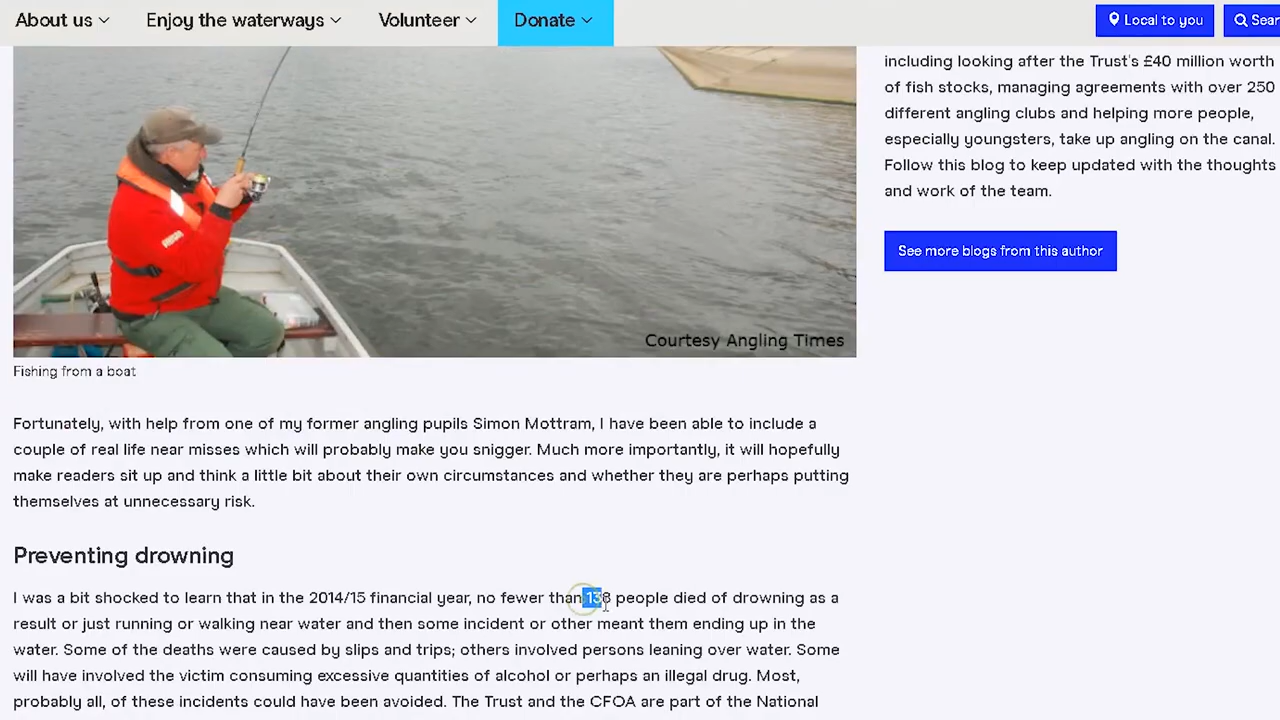 About us
Enjoy the waterways
Volunteer
Donate
Local to you
Sear
including looking after the Trust's £40 million worth
of fish stocks, managing agreements with over 250
different angling clubs and helping more people,
especially youngsters, take up angling on the canal.
Follow this blog to keep updated with the thoughts
and work of the team.
See more blogs from this author
Courtesy Angling Times
Fishing from a boat
Fortunately, with help from one of my former angling pupils Simon Mottram, I have been able to include a
couple of real life near misses which will probably make you snigger. Much more importantly, it will hopefully
make readers sit up and think a little bit about their own circumstances and whether they are perhaps putting
themselves at unnecessary risk.
Preventing drowning
I was a bit shocked to learn that in the 2014/15 financial year, no fewer than 138 people died of drowning as a
result or just running or walking near water and then some incident or other meant them ending up in the
water. Some of the deaths were caused by slips and trips; others involved persons leaning over water. Some
will have involved the victim consuming excessive quantities of alcohol or perhaps an illegal drug. Most,
probably all, of these incidents could have been avoided. The Trust and the CFOA are part of the National